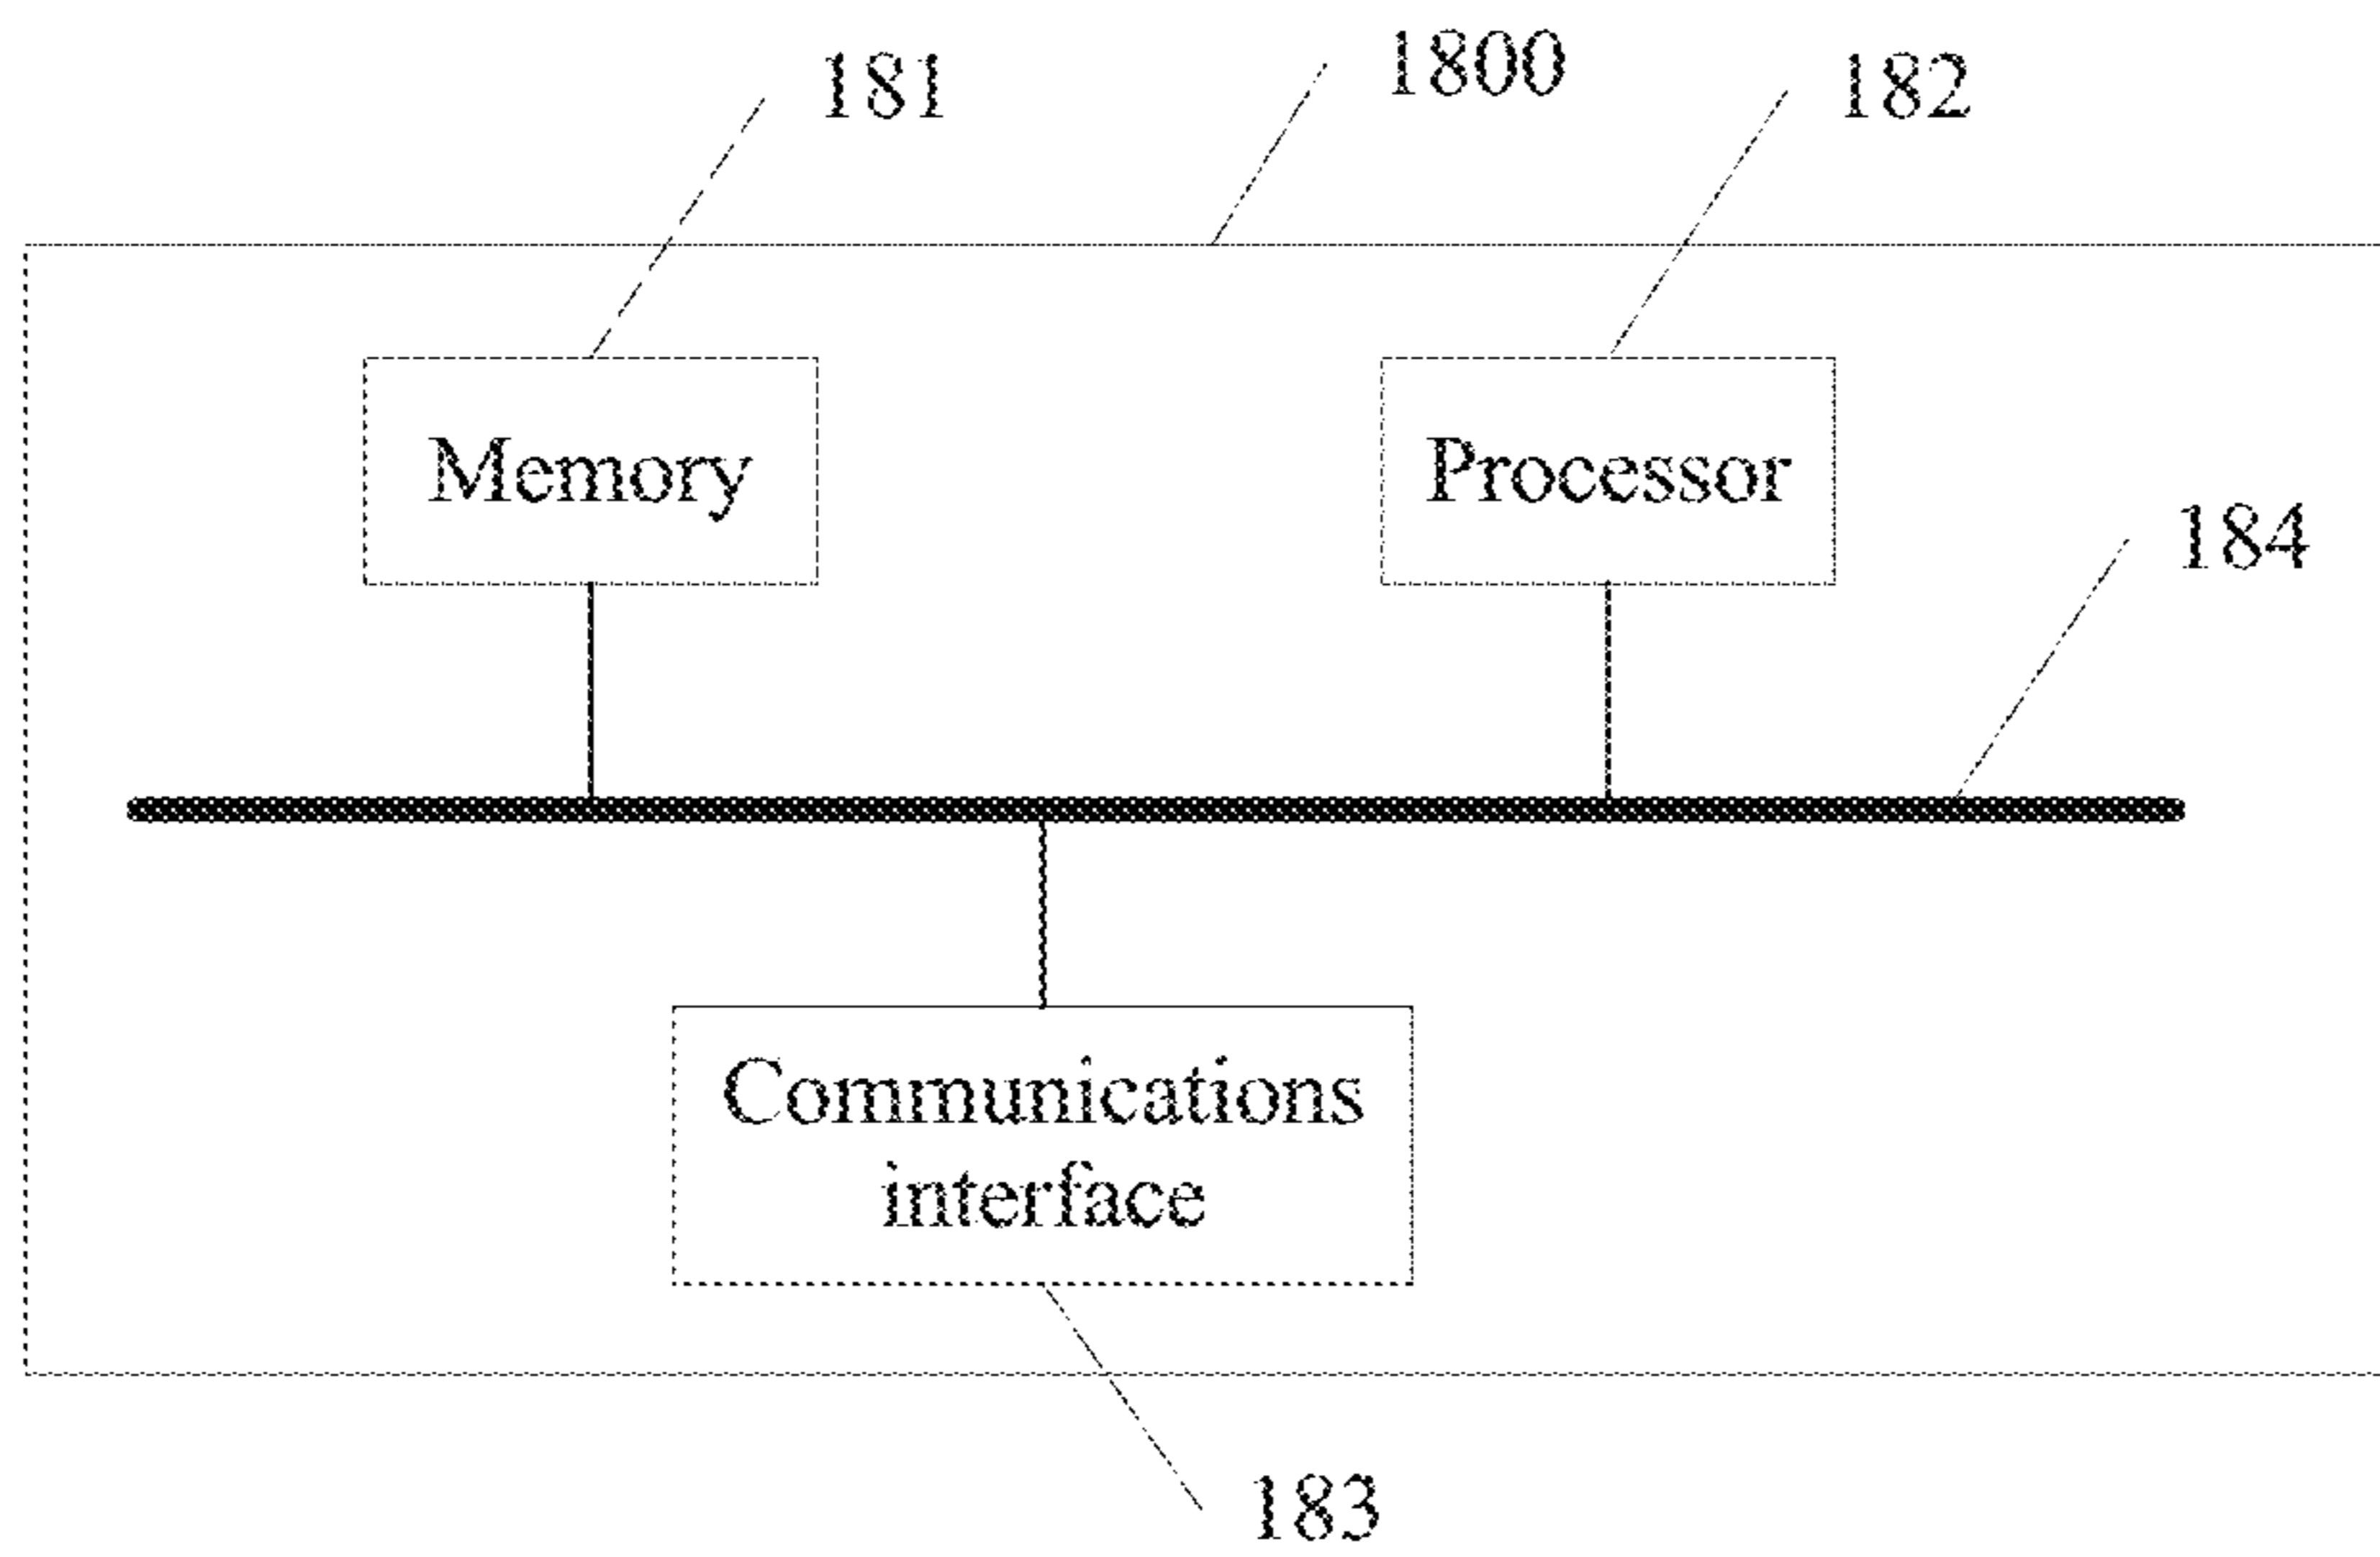 181
1800
182
Memory
Processor
184
Communications
interface
183